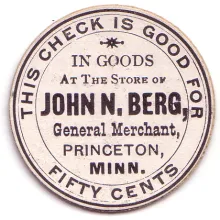 THIS CHECK IS GOOD FOR
IN GOODS
AT THE STORE OF
JOHN N. BERG,
General Merchant,
PRINCETON,
MINN.
FIFTY CENTS